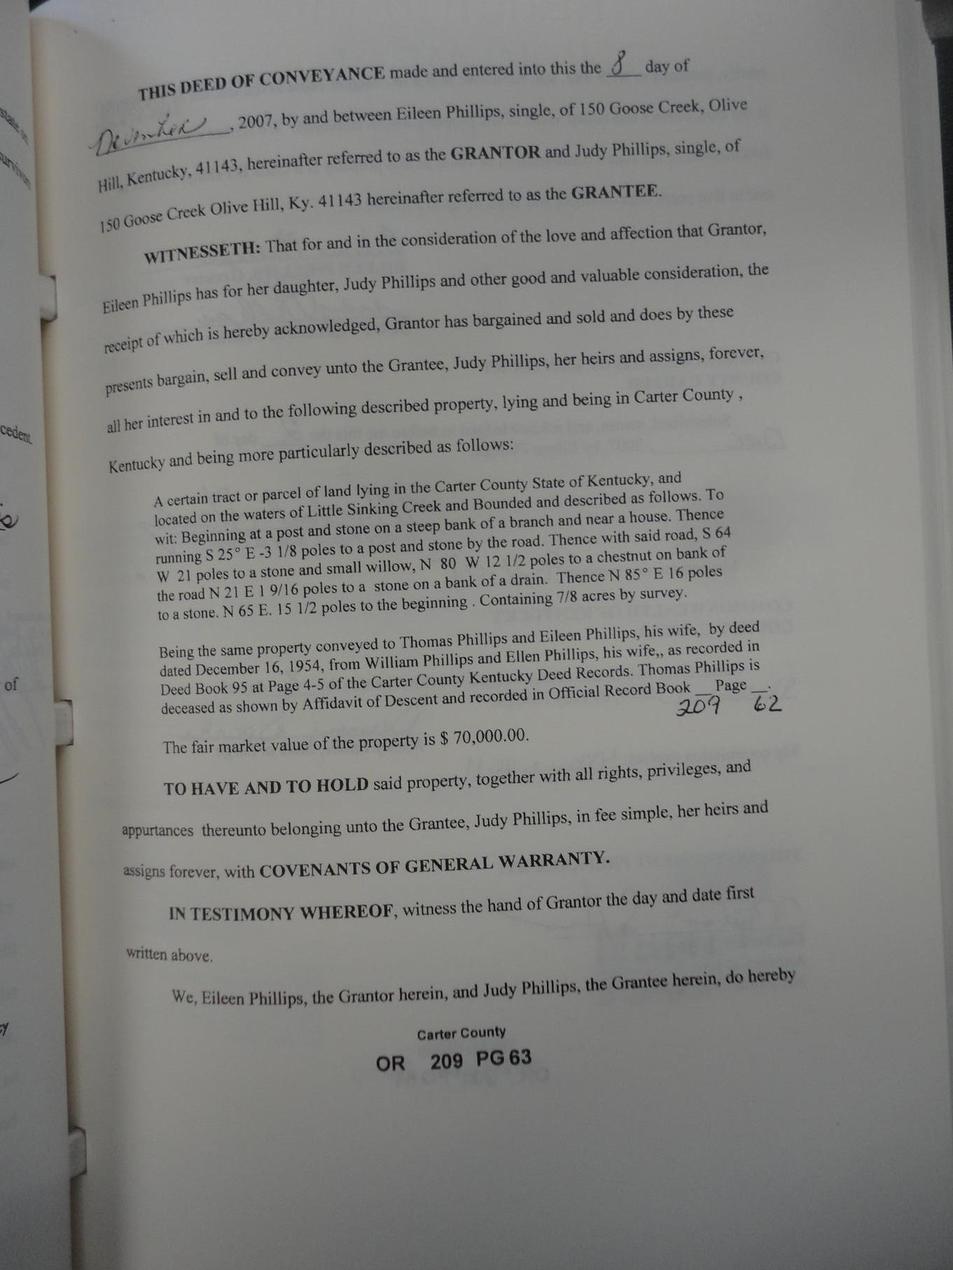 THIS DEED OF CONVEYANCE made and entered into this the 8 day of
December, 2007, by and between Eileen Phillips, single, of 150 Goose Creek, Olive
Hill, Kentucky, 41143, hereinafter referred to as the GRANTOR and Judy Phillips, single, of
150 Goose Creek Olive Hill, Ky. 41143 hereinafter referred to as the GRANTEE.
WITNESSETH: That for and in the consideration of the love and affection that Grantor,
Eileen Phillips has for her daughter, Judy Phillips and other good and valuable consideration, the
receipt of which is hereby acknowledged, Grantor has bargained and sold and does by these
presents bargain, sell and convey unto the Grantee, Judy Phillips, her heirs and assigns, forever,
all her interest in and to the following described property, lying and being in Carter County ,
Kentucky and being more particularly described as follows:
A certain tract or parcel of land lying in the Carter County State of Kentucky, and
located on the waters of Little Sinking Creek and Bounded and described as follows. To
wit: Beginning at a post and stone on a steep bank of a branch and near a house. Thence
running S 25° E -3 1/8 poles to a post and stone by the road. Thence with said road, S 64
W 21 poles to a stone and small willow, N 80 W 12 1/2 poles to a chestnut on bank of
the road N 21 E 1 9/16 poles to a stone on a bank of a drain. Thence N 85° E 16 poles
to a stone. N 65 E. 15 1/2 poles to the beginning . Containing 7/8 acres by survey.
Being the same property conveyed to Thomas Phillips and Eileen Phillips, his wife, by deed
dated December 16, 1954, from William Phillips and Ellen Phillips, his wife,, as recorded in
Deed Book 95 at Page 4-5 of the Carter County Kentucky Deed Records. Thomas Phillips is
deceased as shown by Affidavit of Descent and recorded in Official Record Book __ Page __.
209 62
The fair market value of the property is $ 70,000.00.
TO HAVE AND TO HOLD said property, together with all rights, privileges, and
appurtances thereunto belonging unto the Grantee, Judy Phillips, in fee simple, her heirs and
assigns forever, with COVENANTS OF GENERAL WARRANTY.
IN TESTIMONY WHEREOF, witness the hand of Grantor the day and date first
written above.
We, Eileen Phillips, the Grantor herein, and Judy Phillips, the Grantee herein, do hereby
Carter County
OR 209 PG 63
cedent
of